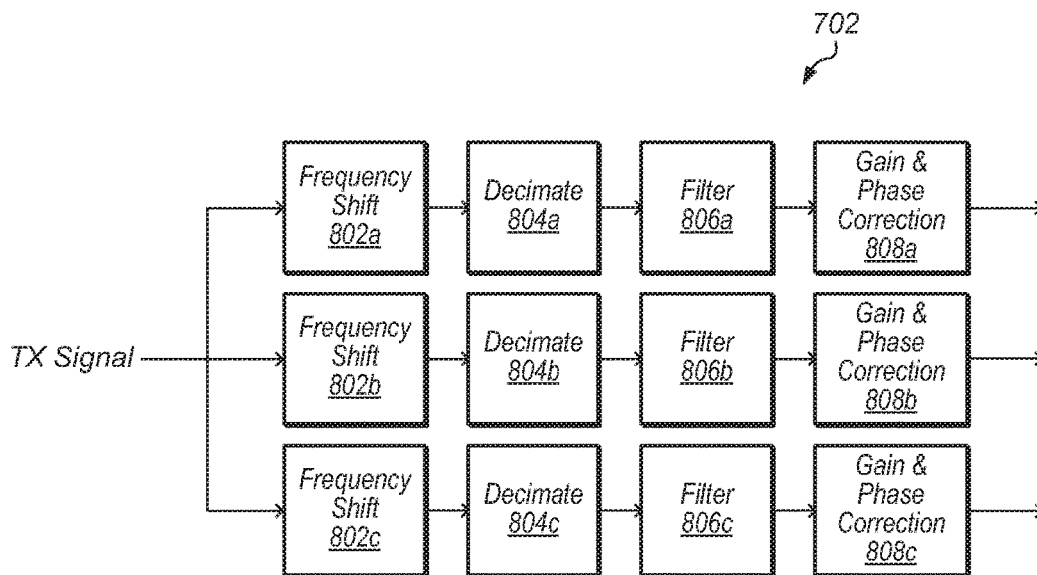 702
Frequency
Shift
802a
Decimate
804a
Filter
806a
Gain &
Phase
Correction
808a
TX Signal
Frequency
Shift
802b
Decimate
804b
Filter
806b
Gain &
Phase
Correction
808b
Frequency
Shift
802c
Decimate
804c
Filter
806c
Gain &
Phase
Correction
808c